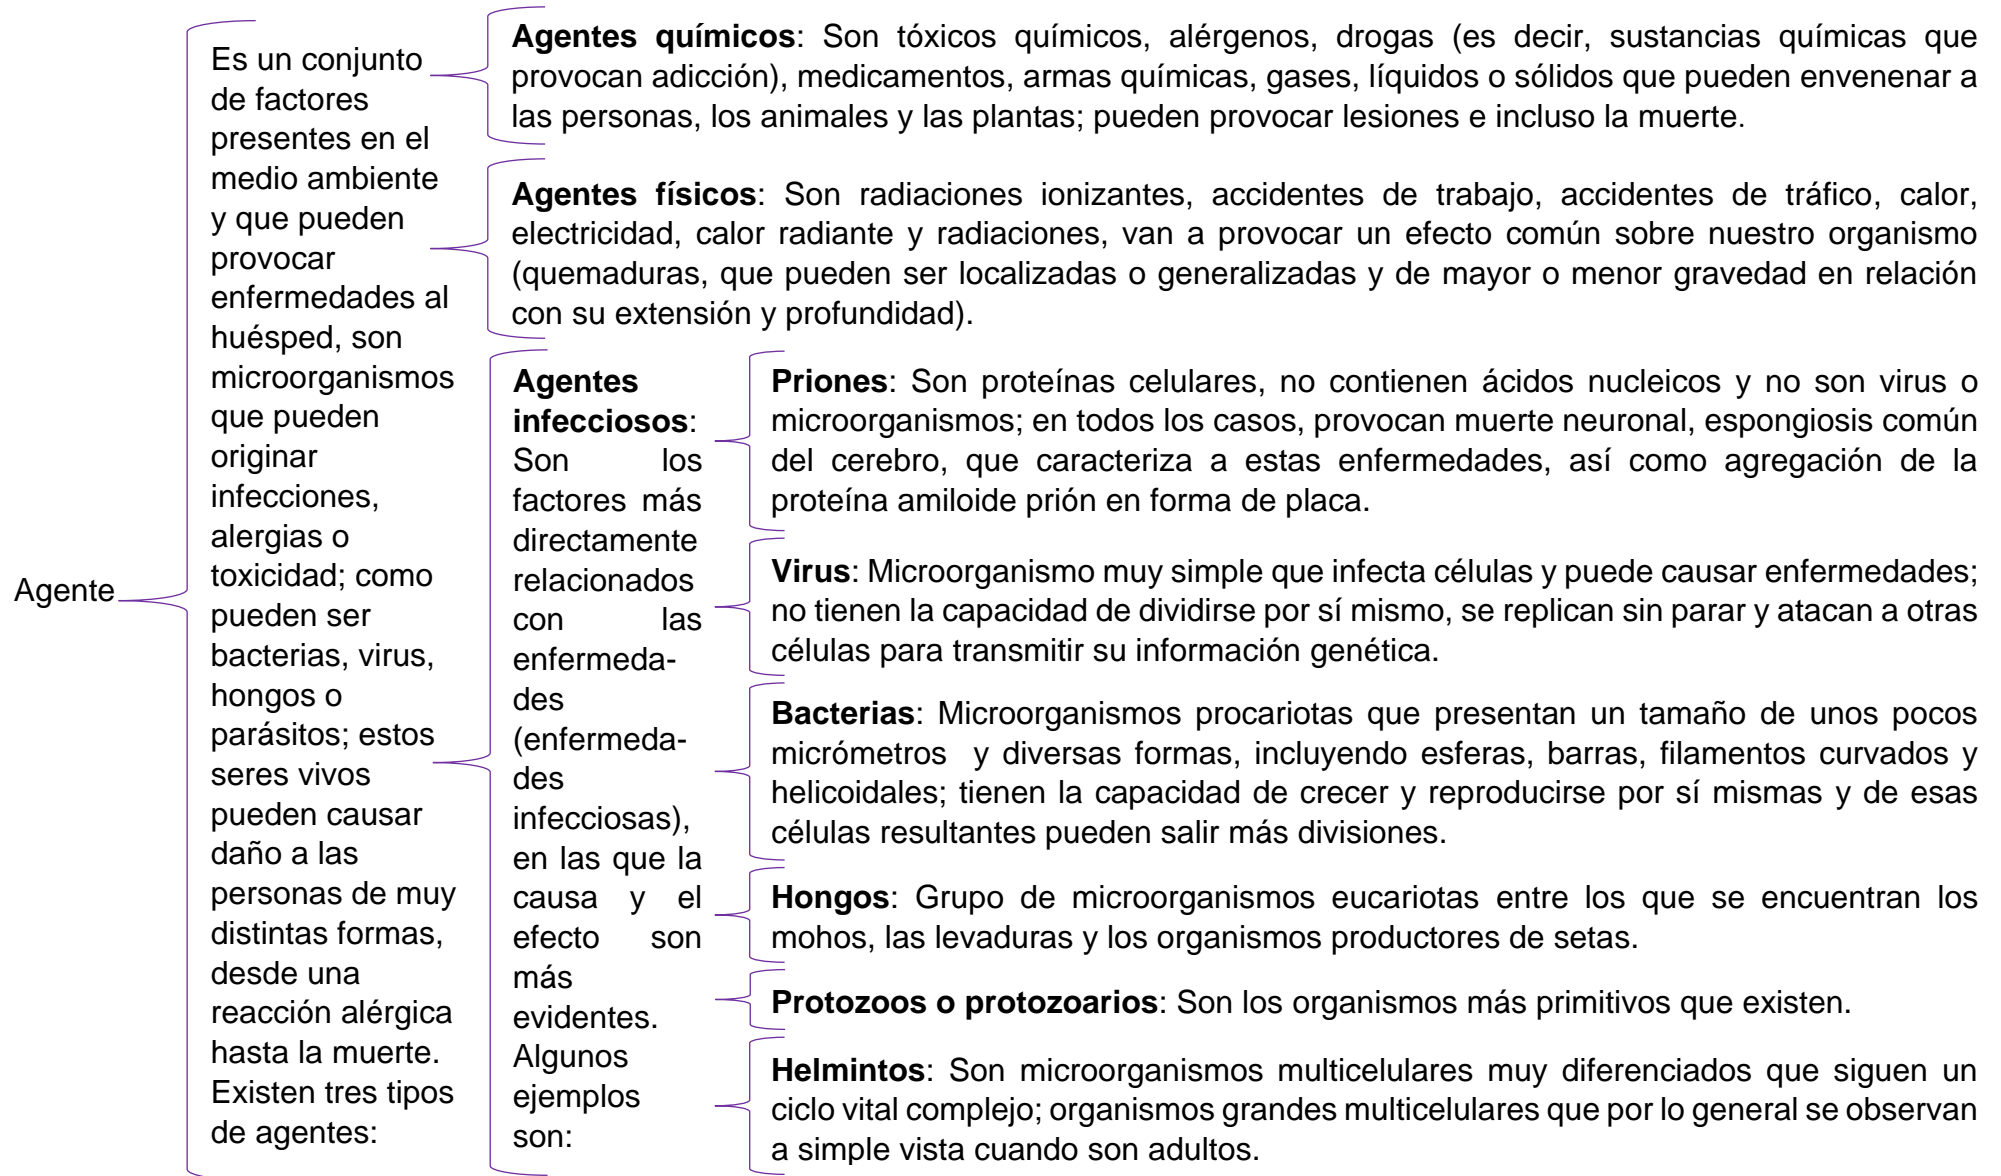 Agente
Es un conjunto
de factores
presentes en el
medio ambiente
y que pueden
provocar
enfermedades al
huésped, son
microorganismos
que pueden
originar
infecciones,
alergias o
toxicidad; como
pueden ser
bacterias, virus,
hongos o
parásitos; estos
seres vivos
pueden causar
daño a las
personas de muy
distintas formas,
desde una
reacción alérgica
hasta la muerte.
Existen tres tipos
de agentes:
Agentes químicos: Son tóxicos químicos, alérgenos, drogas (es decir, sustancias químicas que
provocan adicción), medicamentos, armas químicas, gases, líquidos o sólidos que pueden envenenar a
las personas, los animales y las plantas; pueden provocar lesiones e incluso la muerte.
Agentes físicos: Son radiaciones ionizantes, accidentes de trabajo, accidentes de tráfico, calor,
electricidad, calor radiante y radiaciones, van a provocar un efecto común sobre nuestro organismo
(quemaduras, que pueden ser localizadas o generalizadas y de mayor o menor gravedad en relación
con su extensión y profundidad).
Agentes
infecciosos:
Son los
factores más
directamente
relacionados
con las
enfermeda-
des
(enfermeda-
des
infecciosas),
en las que la
causa y el
efecto son
más
evidentes.
Algunos
ejemplos
son:
Priones: Son proteínas celulares, no contienen ácidos nucleicos y no son virus o
microorganismos; en todos los casos, provocan muerte neuronal, espongiosis común
del cerebro, que caracteriza a estas enfermedades, así como agregación de la
proteína amiloide prión en forma de placa.
Virus: Microorganismo muy simple que infecta células y puede causar enfermedades;
no tienen la capacidad de dividirse por sí mismo, se replican sin parar y atacan a otras
células para transmitir su información genética.
Bacterias: Microorganismos procariotas que presentan un tamaño de unos pocos
micrómetros y diversas formas, incluyendo esferas, barras, filamentos curvados y
helicoidales; tienen la capacidad de crecer y reproducirse por sí mismas y de esas
células resultantes pueden salir más divisiones.
Hongos: Grupo de microorganismos eucariotas entre los que se encuentran los
mohos, las levaduras y los organismos productores de setas.
Protozoos o protozoarios: Son los organismos más primitivos que existen.
Helmintos: Son microorganismos multicelulares muy diferenciados que siguen un
ciclo vital complejo; organismos grandes multicelulares que por lo general se observan
a simple vista cuando son adultos.